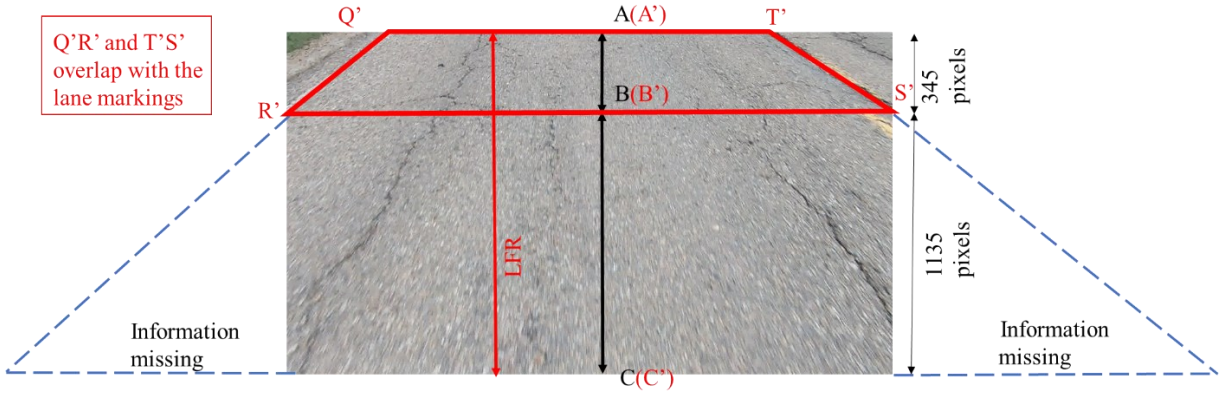 Q’
A(A’)
T’
Q’R’ and T’S’
overlap with the
lane markings
345
pixels
R’
B(B’)
S’
LFR
1135
pixels
Information
missing
Information
missing
C(C’)